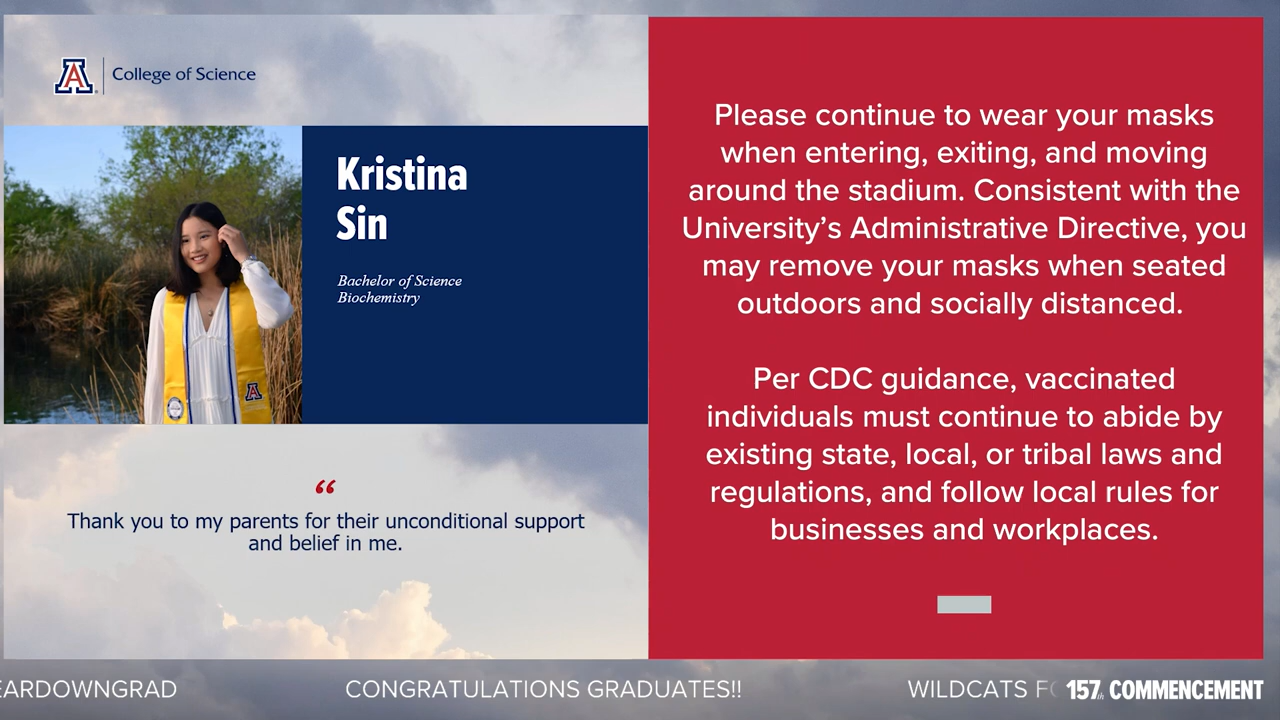 A
College of Science
Kristina
Sin
Bachelor of Science
Biochemistry
“
Thank you to my parents for their unconditional support
and belief in me.
Please continue to wear your masks
when entering, exiting, and moving
around the stadium. Consistent with the
University’s Administrative Directive, you
may remove your masks when seated
outdoors and socially distanced.
Per CDC guidance, vaccinated
individuals must continue to abide by
existing state, local, or tribal laws and
regulations, and follow local rules for
businesses and workplaces.
EARDOWNGRAD CONGRATULATIONS GRADUATES!! WILDCATS FO 157th COMMENCEMENT